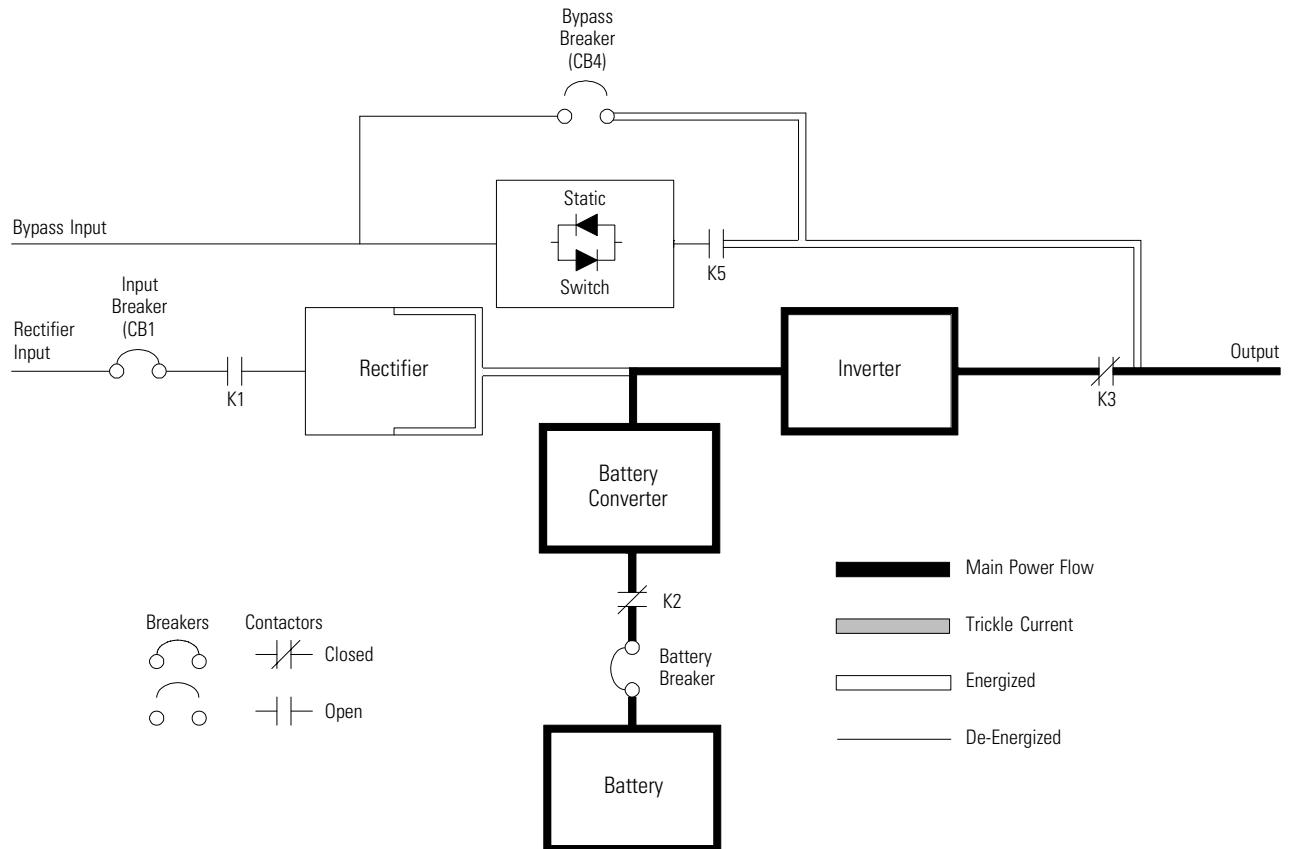 Bypass
Breaker
(CB4)
Static
Switch
Bypass Input
K5
Input
Breaker
(CB1
Rectifier
Input
K1
Rectifier
Inverter
K3
Output
Battery
Converter
K2
Battery
Breaker
Battery
Breakers
Contactors
Closed
Open
Main Power Flow
Trickle Current
Energized
De-Energized